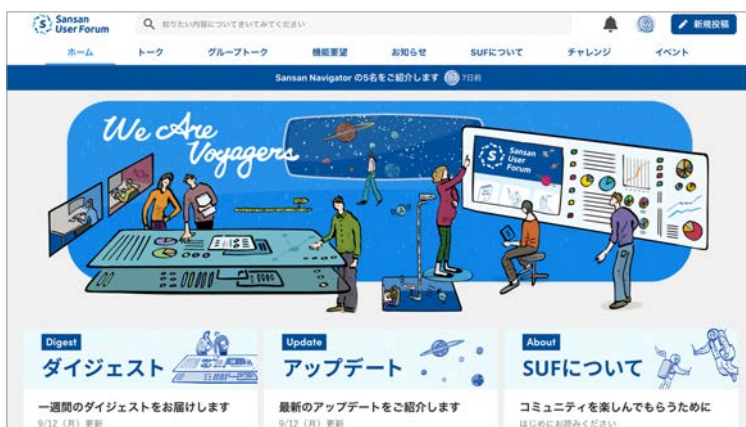 Sansan
User Forum
知りたい内容についてきいてみてください
新規投稿
ホーム トーク グループトーク 機能要望 お知らせ SUFについて チャレンジ イベント
Sansan Navigator の5名をご紹介します 7日前
We Are
Voyagers
Sansan
User
Forum
Digest
ダイジェスト
一週間のダイジェストをお届けします
9/12（月）更新
Update
アップデート
最新のアップデートをご紹介します
9/12（月）更新
About
SUFについて
コミュニティを楽しんでもらうために
はじめにお読みください